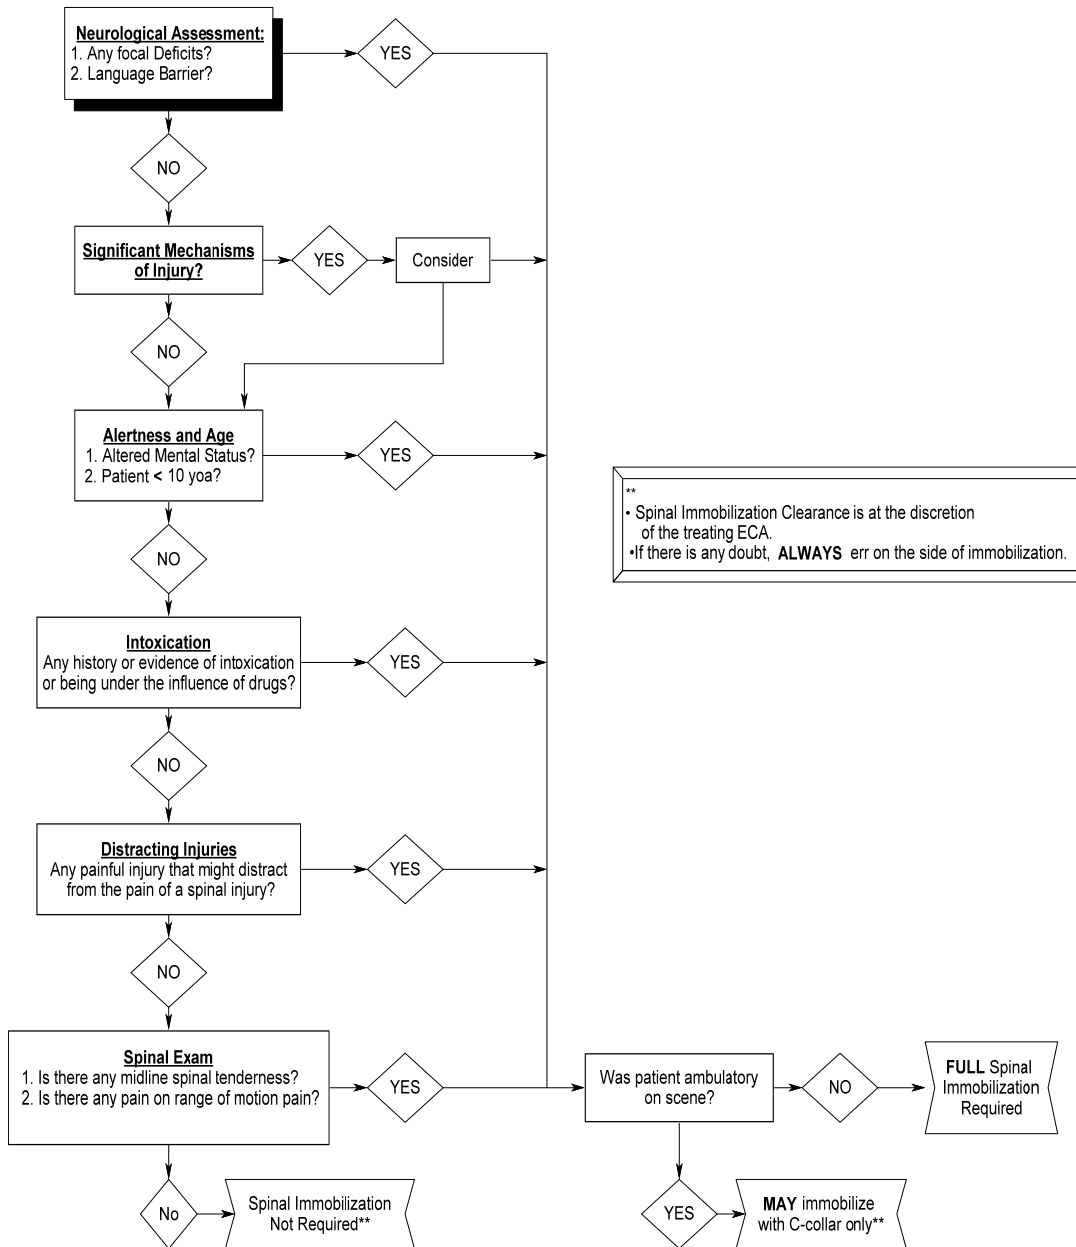 Neurological Assessment:
1. Any focal Deficits?
2. Language Barrier?
YES
NO
Significant Mechanisms
of Injury?
YES
Consider
NO
Alertness and Age
1. Altered Mental Status?
2. Patient < 10 yoa?
YES
**
• Spinal Immobilization Clearance is at the discretion
of the treating ECA.
•If there is any doubt, ALWAYS err on the side of immobilization.
NO
Intoxication
Any history or evidence of intoxication
or being under the influence of drugs?
YES
NO
Distracting Injuries
Any painful injury that might distract
from the pain of a spinal injury?
YES
NO
Spinal Exam
1. Is there any midline spinal tenderness?
2. Is there any pain on range of motion pain?
YES
Was patient ambulatory
on scene?
NO
FULL Spinal
Immobilization
Required
No
Spinal Immobilization
Not Required**
YES
MAY immobilize
with C-collar only**